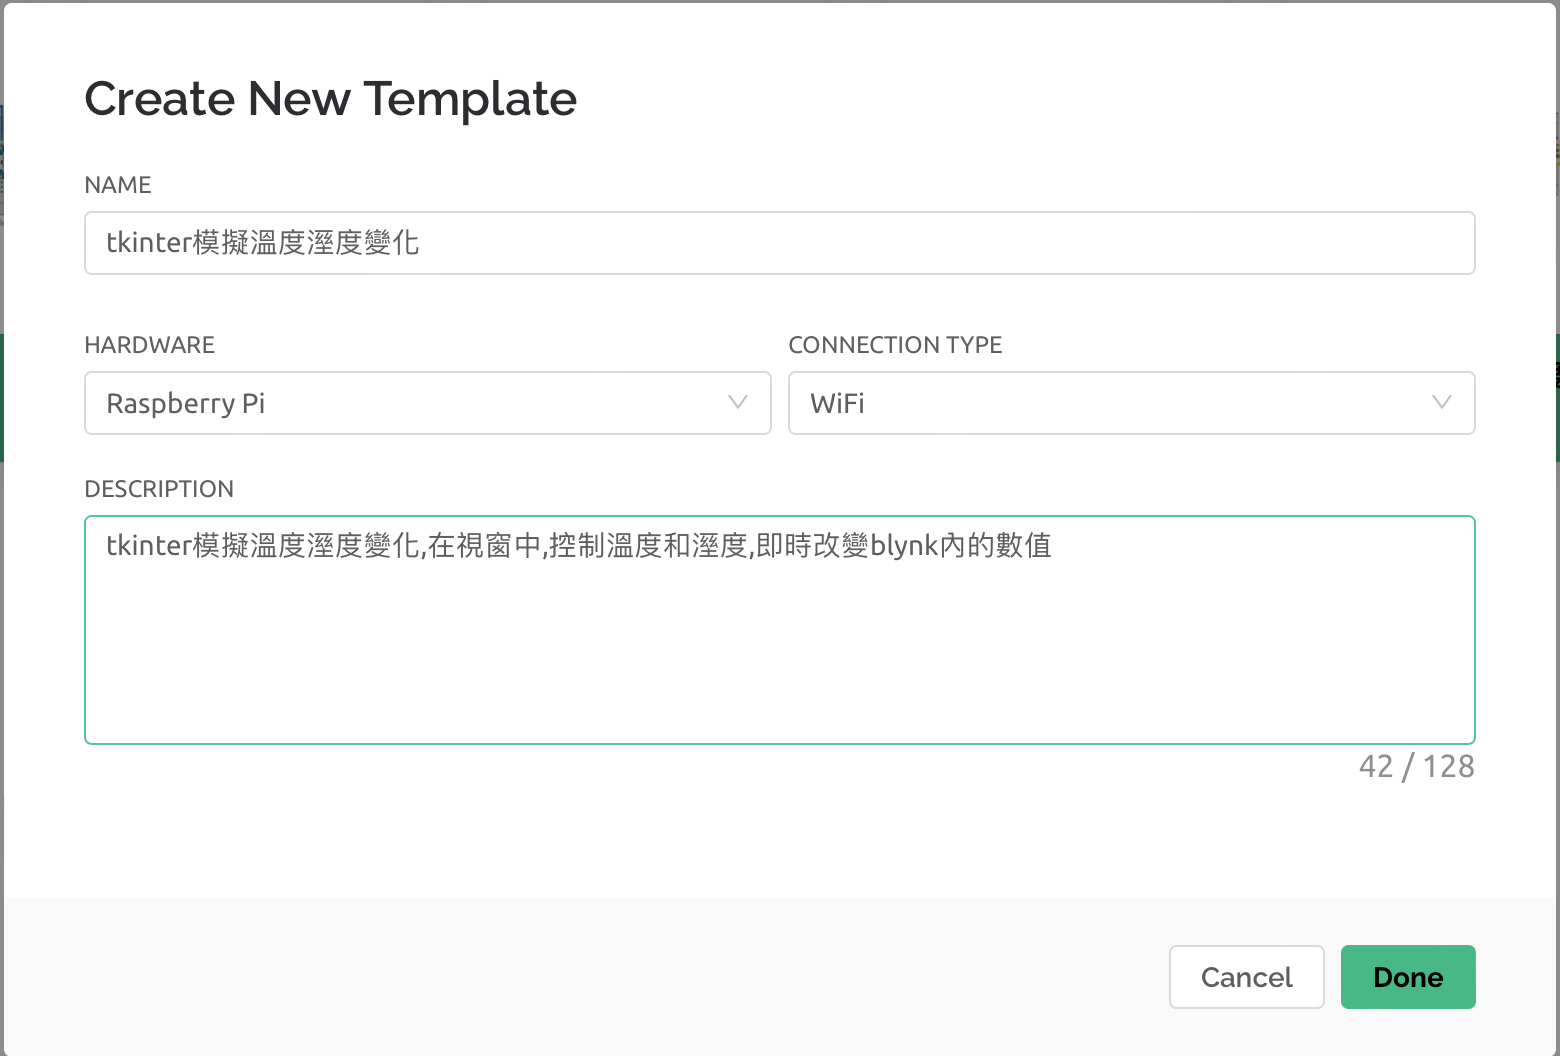 Create New Template
NAME
tkinter模擬溫度溼度變化
HARDWARE
CONNECTION TYPE
Raspberry Pi
WiFi
DESCRIPTION
tkinter模擬溫度溼度變化,在視窗中,控制溫度和溼度,即時改變blynk內的數值
42 / 128
Cancel
Done